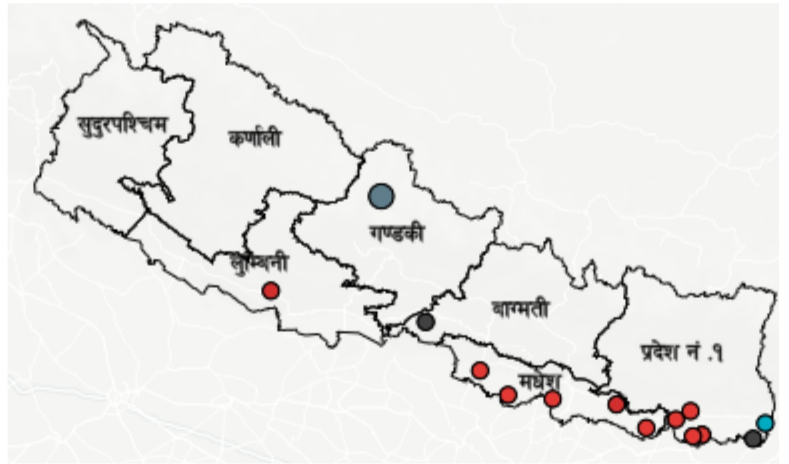 सुदुरपश्चिम
कर्णाली
गण्डकी
लुम्बिनी
बाग्मती
प्रदेश नं .१
मधेश